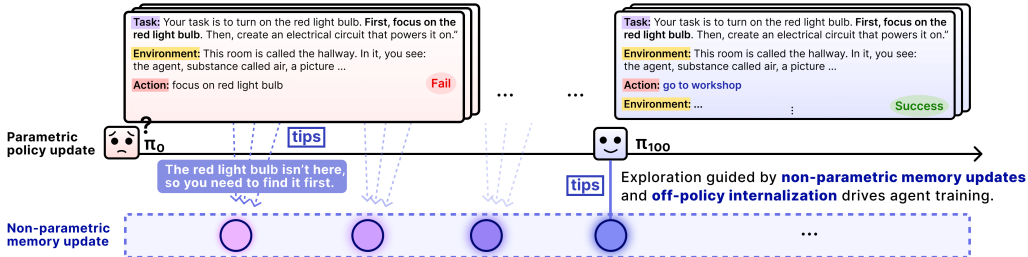 Task: Your task is to turn on the red light bulb. First, focus on the
red light bulb. Then, create an electrical circuit that powers it on.”
Environment: This room is called the hallway. In it, you see:
the agent, substance called air, a picture ...
Action: focus on red light bulb
Fail
...
...
Task: Your task is to turn on the red light bulb. First, focus on the
red light bulb. Then, create an electrical circuit that powers it on.”
Environment: This room is called the hallway. In it, you see:
the agent, substance called air, a picture ...
Action: go to workshop
Environment: ...
⋮
Success
Parametric
policy update
?
π0
tips
π100
The red light bulb isn't here,
so you need to find it first.
tips
Exploration guided by non-parametric memory updates
and off-policy internalization drives agent training.
Non-parametric
memory update
...